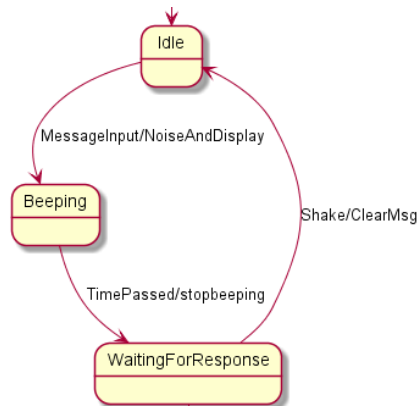 Idle
MessageInput/NoiseAndDisplay
Beeping
Shake/ClearMsg
TimePassed/stopbeeping
WaitingForResponse